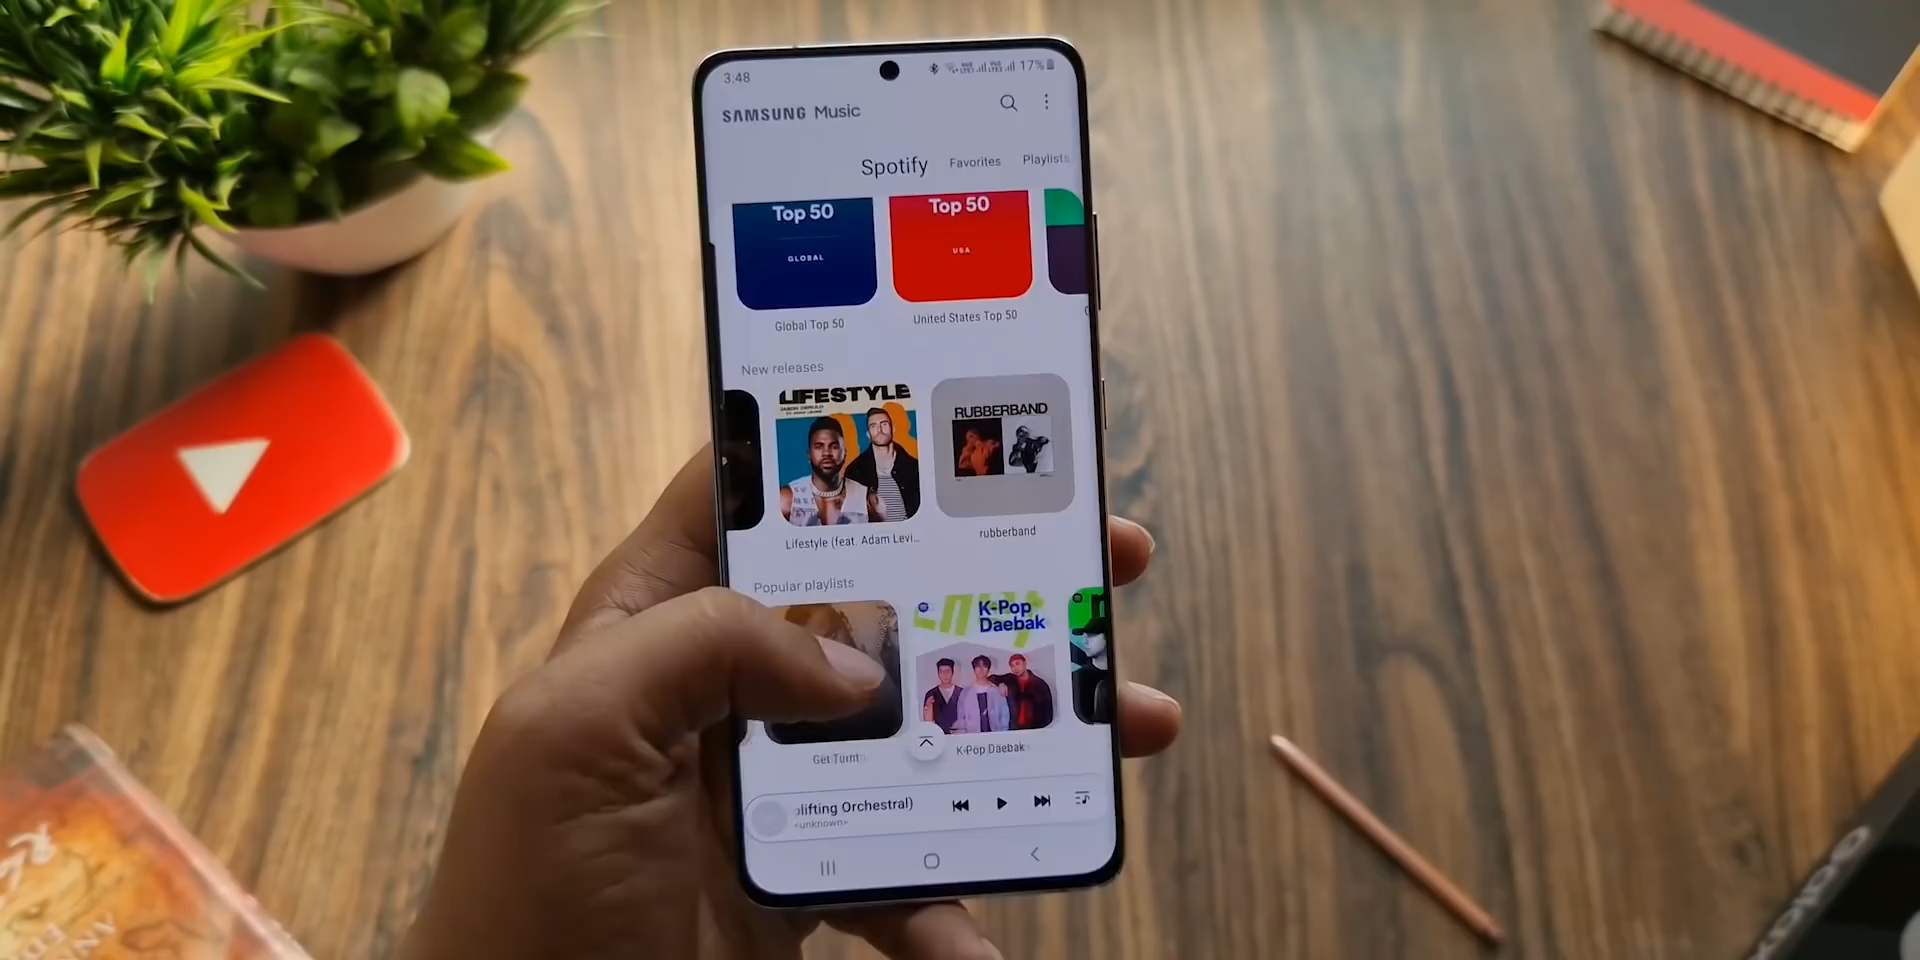 3:48
17%
SAMSUNG Music
Spotify
Favorites
Playlists
Top 50
GLOBAL
Top 50
USA
Global Top 50
United States Top 50
New releases
LIFESTYLE
JASON DERULO
RUBBERBAND
Lifestyle (feat. Adam Levi...
rubberband
Popular playlists
K-Pop
Daebak
Get Turnt
K-Pop Daebak
plifting Orchestral)
<unknown>